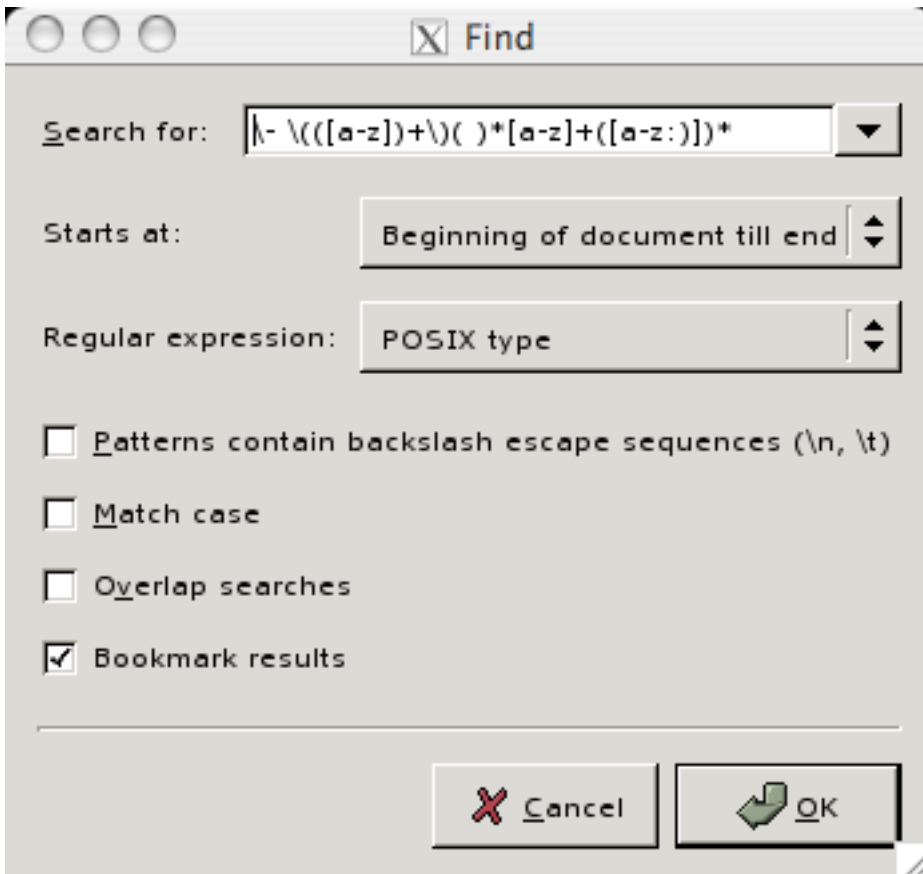 Find
Search for: \- \(([a-z])+\)( )*[a-z]+([a-z:)])*
Starts at: Beginning of document till end
Regular expression: POSIX type
Patterns contain backslash escape sequences (\n, \t)
Match case
Overlap searches
Bookmark results
Cancel OK